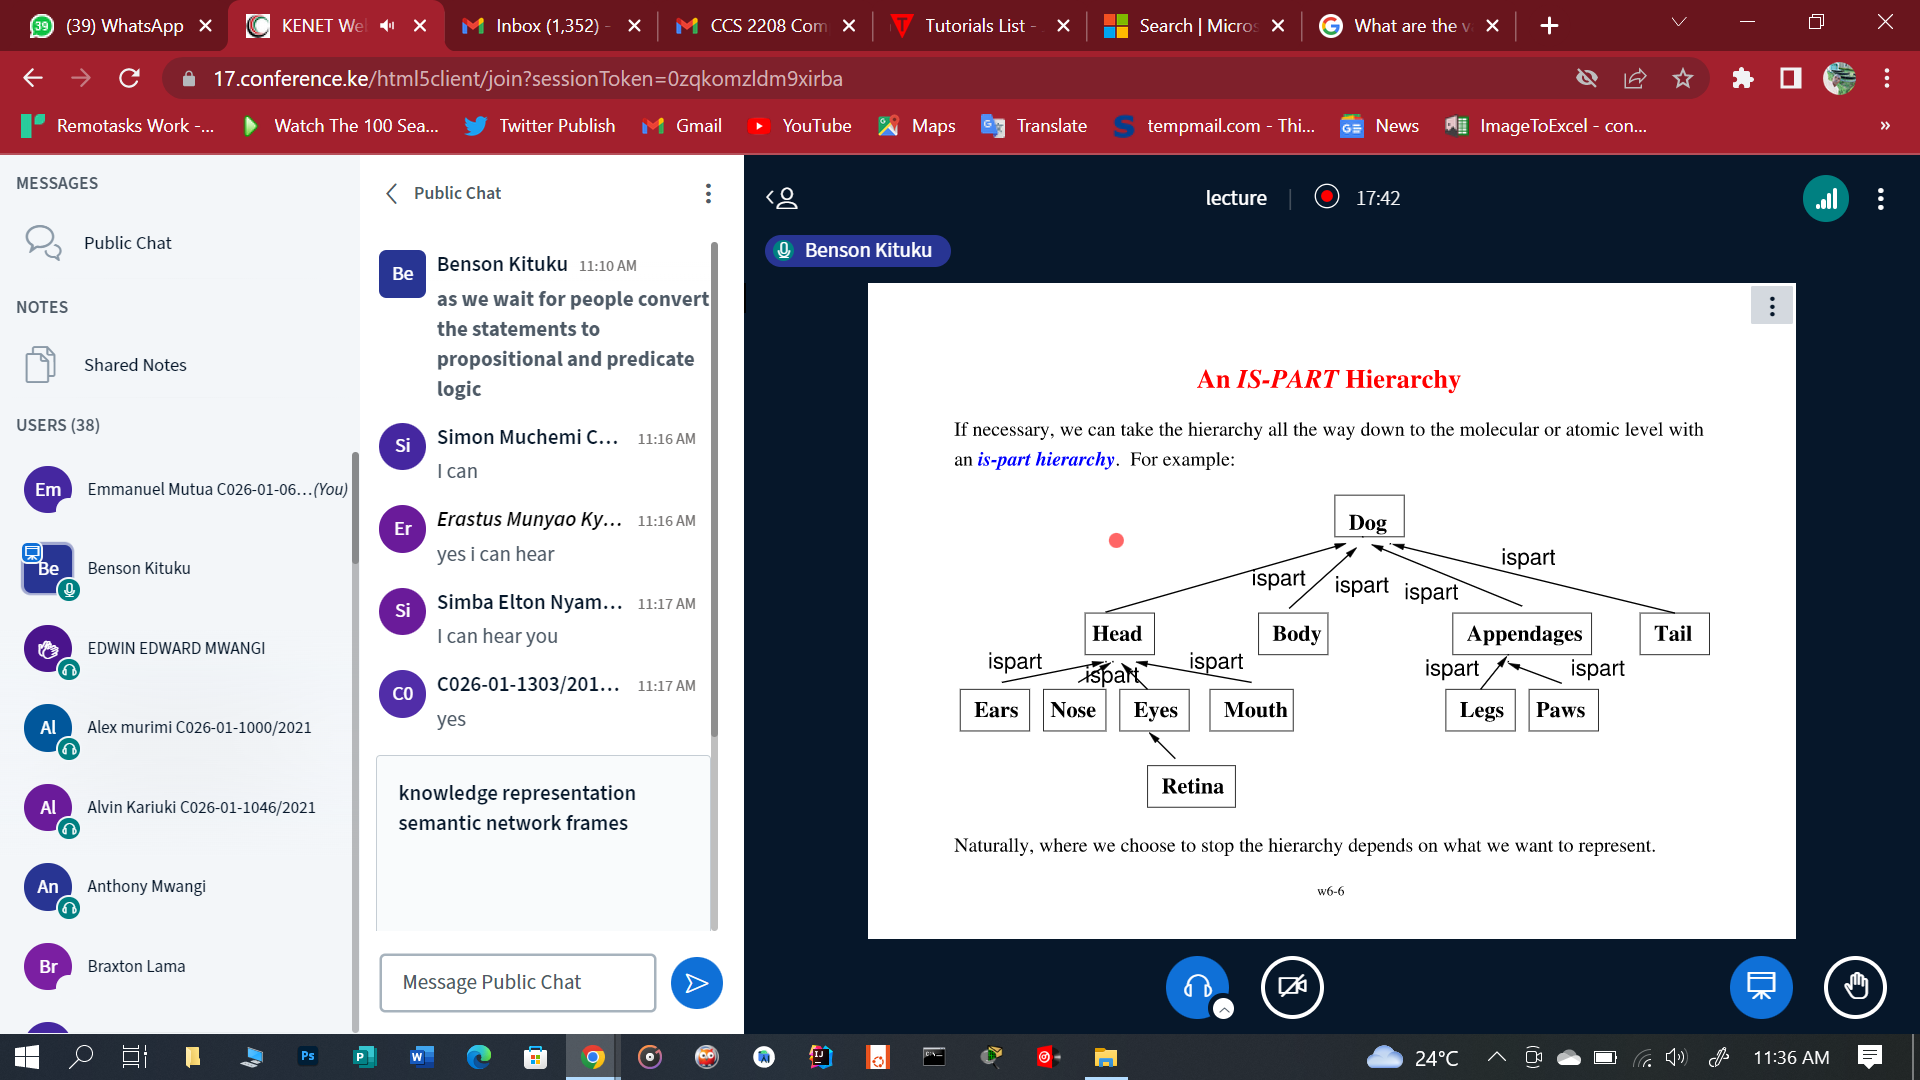 (39) WhatsApp
KENET We
Inbox (1,352) -
CCS 2208 Com
Tutorials List -
Search | Micros
What are the v
17.conference.ke/html5client/join?sessionToken=0zqkomzldm9xirba
Remotasks Work -...
Watch The 100 Sea...
Twitter Publish
Gmail
YouTube
Maps
Translate
tempmail.com - Thi...
News
ImageToExcel - con...
»
MESSAGES
Public Chat
NOTES
Shared Notes
USERS (38)
Em
Emmanuel Mutua C026-01-06...(You)
Be
Benson Kituku
EDWIN EDWARD MWANGI
Al
Alex murimi C026-01-1000/2021
Al
Alvin Kariuki C026-01-1046/2021
An
Anthony Mwangi
Br
Braxton Lama
Public Chat
Be
Benson Kituku 11:10 AM
as we wait for people convert
the statements to
propositional and predicate
logic
Si
Simon Muchemi C... 11:16 AM
I can
Er
Erastus Munyao Ky... 11:16 AM
yes i can hear
Si
Simba Elton Nyam... 11:17 AM
I can hear you
C0
C026-01-1303/201... 11:17 AM
yes
knowledge representation
semantic network frames
Message Public Chat
lecture
17:42
Benson Kituku
An IS-PART Hierarchy
If necessary, we can take the hierarchy all the way down to the molecular or atomic level with
an is-part hierarchy. For example:
Dog
ispart
ispart
ispart
ispart
Head
Body
Appendages
Tail
ispart
ispart
ispart
ispart
ispart
Ears
Nose
Eyes
Mouth
Legs
Paws
Retina
Naturally, where we choose to stop the hierarchy depends on what we want to represent.
w6-6
24°C
11:36 AM